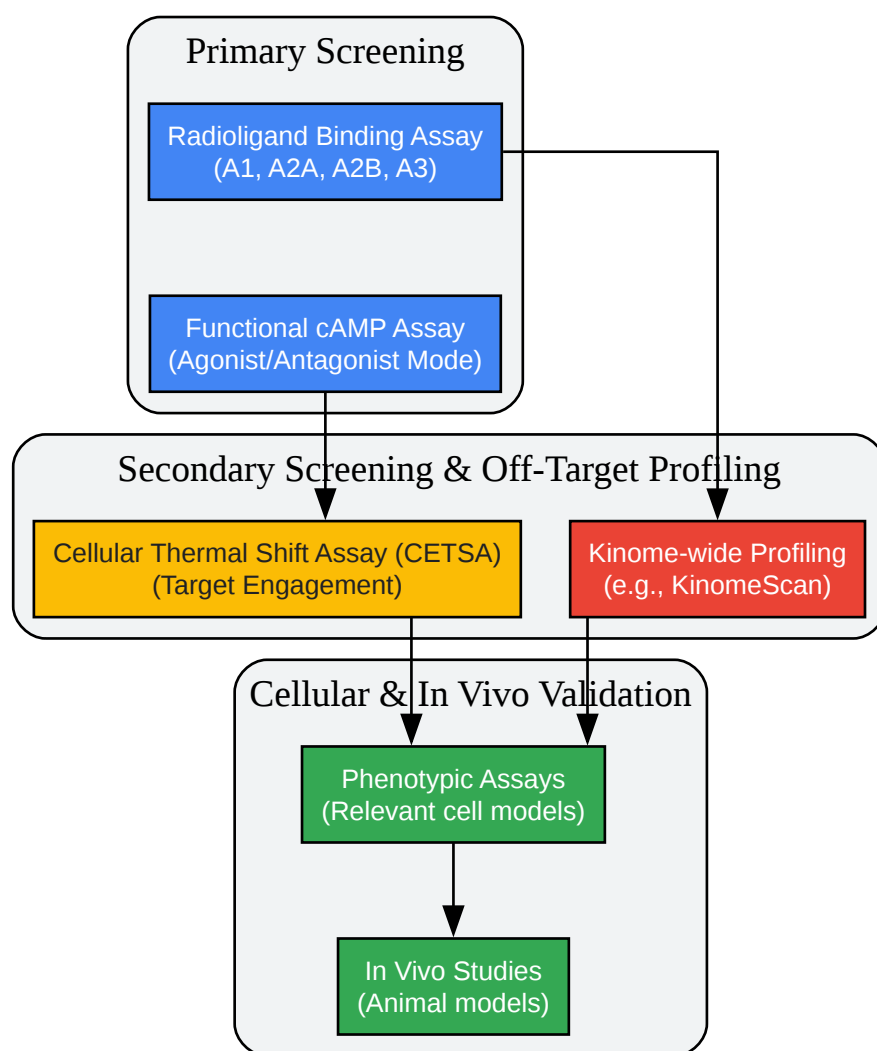 Primary Screening
Radioligand Binding Assay
(A1, A2A, A2B, A3)
Functional cAMP Assay
(Agonist/Antagonist Mode)
Secondary Screening & Off-Target Profiling
Cellular Thermal Shift Assay (CETSA)
(Target Engagement)
Kinome-wide Profiling
(e.g., KinomeScan)
Cellular & In Vivo Validation
Phenotypic Assays
(Relevant cell models)
In Vivo Studies
(Animal models)